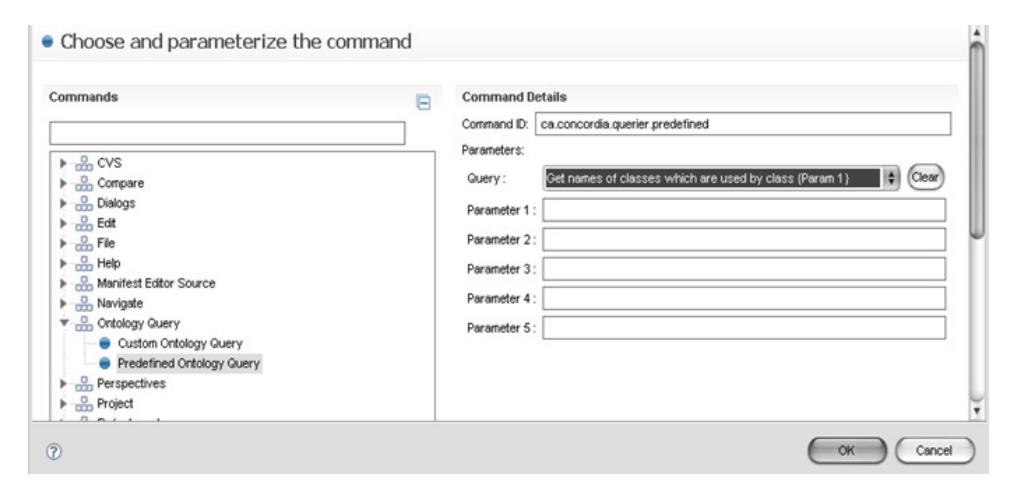 Choose and parameterize the command
Commands
CVS
Compare
Dialogs
Edit
File
Help
Manifest Editor Source
Navigate
Ontology Query
Custom Ontology Query
Predefined Ontology Query
Perspectives
Project
Command Details
Command ID: ca.concordia.querier.predefined
Parameters:
Query : Get names of classes which are used by class (Param 1) Clear
Parameter 1 :
Parameter 2 :
Parameter 3 :
Parameter 4 :
Parameter 5 :
? OK Cancel